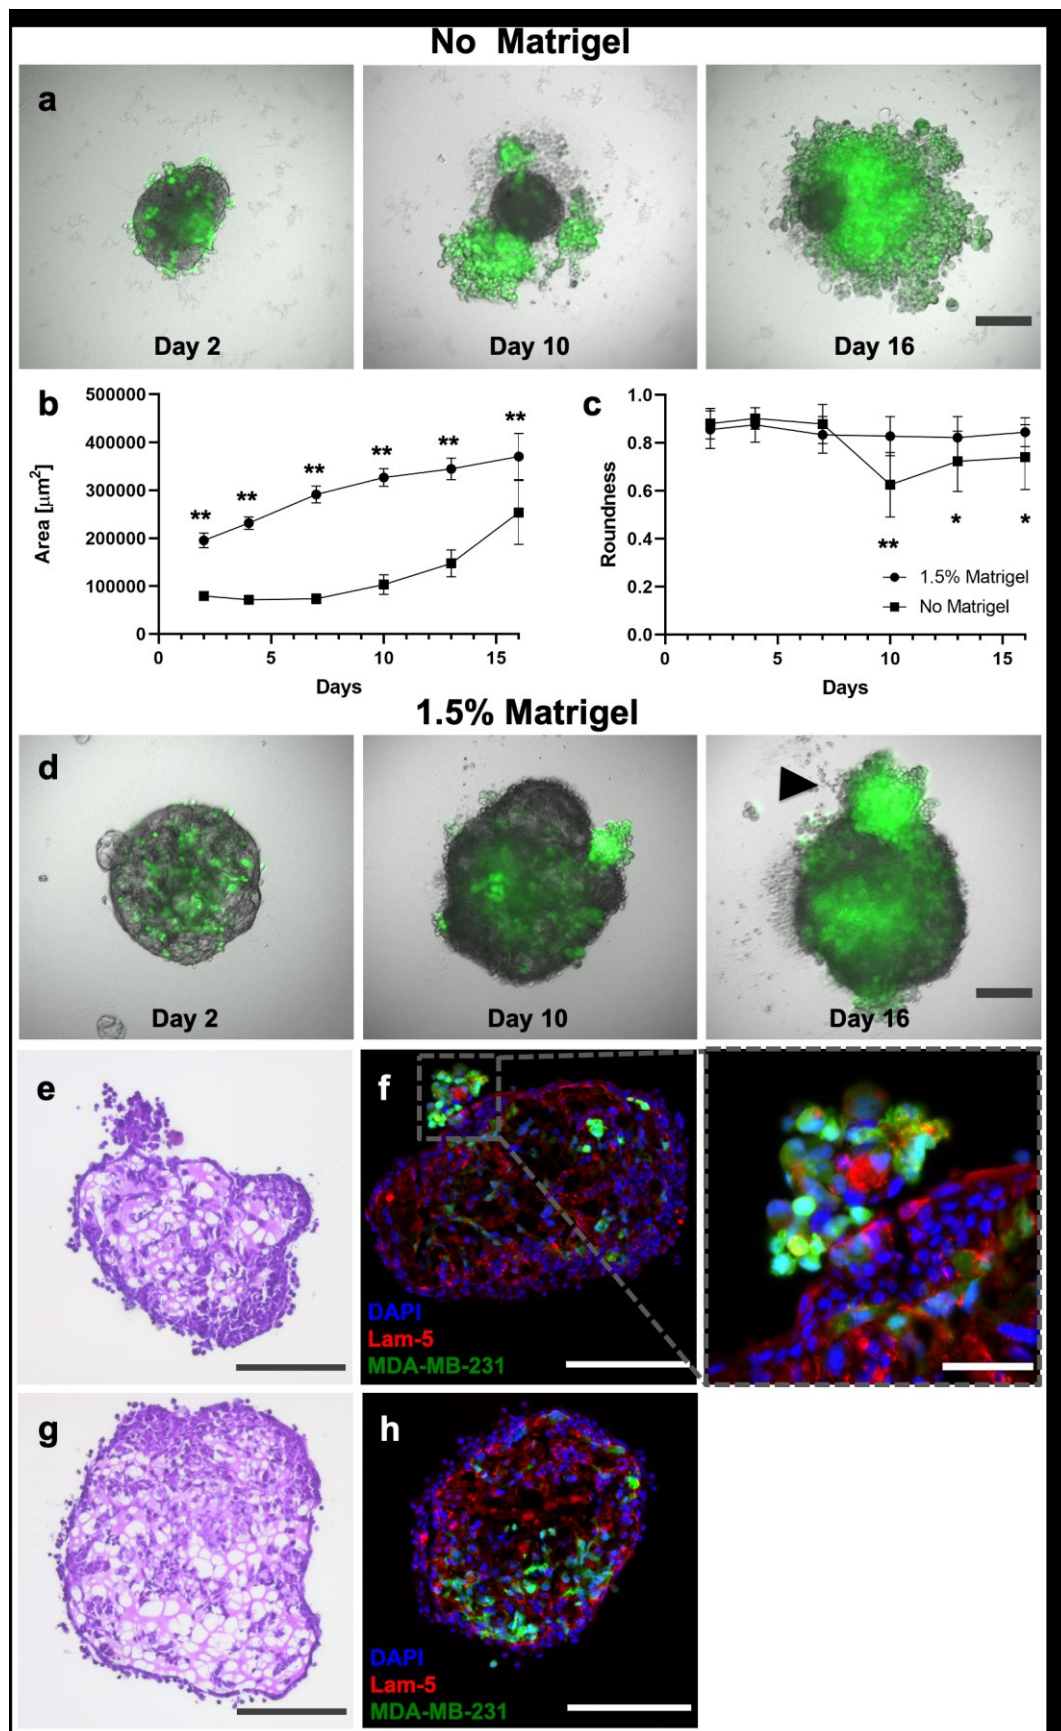 No Matrigel
a
Day 2
Day 10
Day 16
b
500000
400000
300000
200000
100000
0
Area [µm²]
** ** ** ** ** **
0 5 10 15
Days
c
1.0
0.8
0.6
0.4
0.2
0.0
Roundness
** * *
1.5% Matrigel
No Matrigel
0 5 10 15
Days
1.5% Matrigel
d
Day 2
Day 10
Day 16
e
f
DAPI
Lam-5
MDA-MB-231
g
h
DAPI
Lam-5
MDA-MB-231